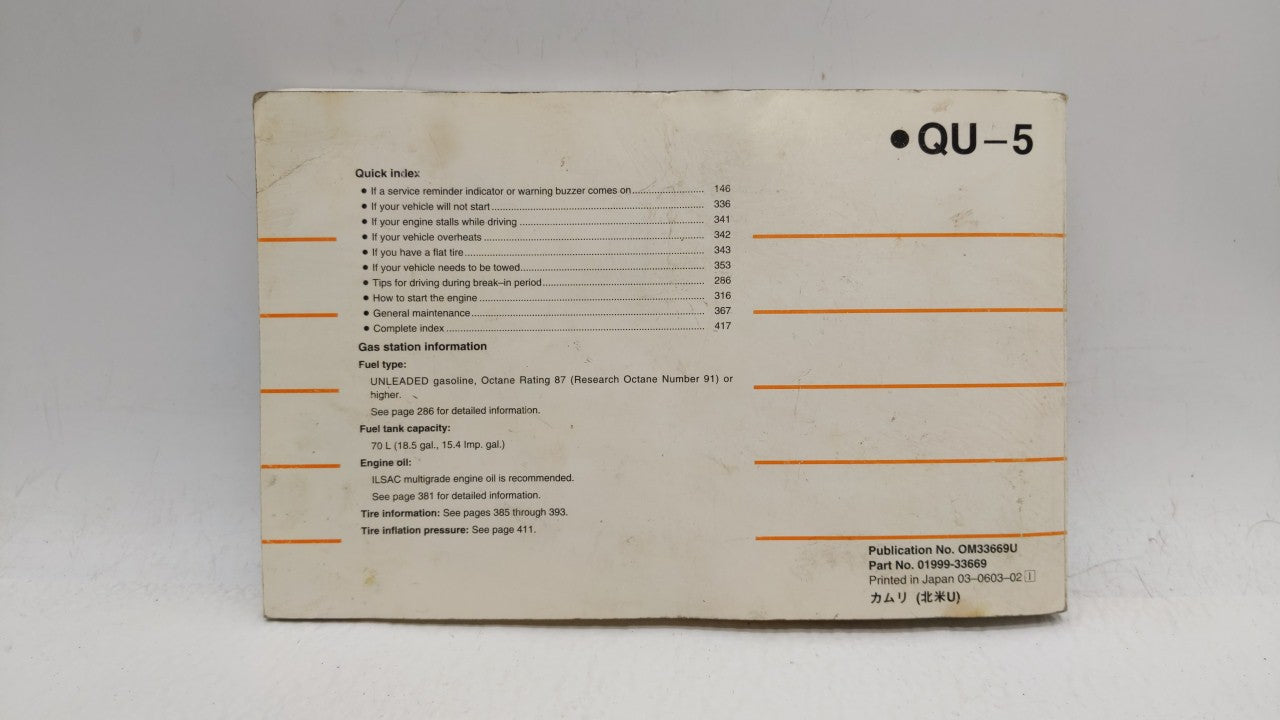 ●QU–5
Quick index
● If a service reminder indicator or warning buzzer comes on ........................ 146
● If your vehicle will not start ........................ 336
● If your engine stalls while driving ........................ 341
● If your vehicle overheats ........................ 342
● If you have a flat tire ........................ 343
● If your vehicle needs to be towed ........................ 353
● Tips for driving during break–in period ........................ 286
● How to start the engine ........................ 316
● General maintenance ........................ 367
● Complete index ........................ 417
Gas station information
Fuel type:
UNLEADED gasoline, Octane Rating 87 (Research Octane Number 91) or
higher.
See page 286 for detailed information.
Fuel tank capacity:
70 L (18.5 gal., 15.4 Imp. gal.)
Engine oil:
ILSAC multigrade engine oil is recommended.
See page 381 for detailed information.
Tire information: See pages 385 through 393.
Tire inflation pressure: See page 411.
Publication No. OM33669U
Part No. 01999-33669
Printed in Japan 03–0603–02 I
カムリ (北米U)